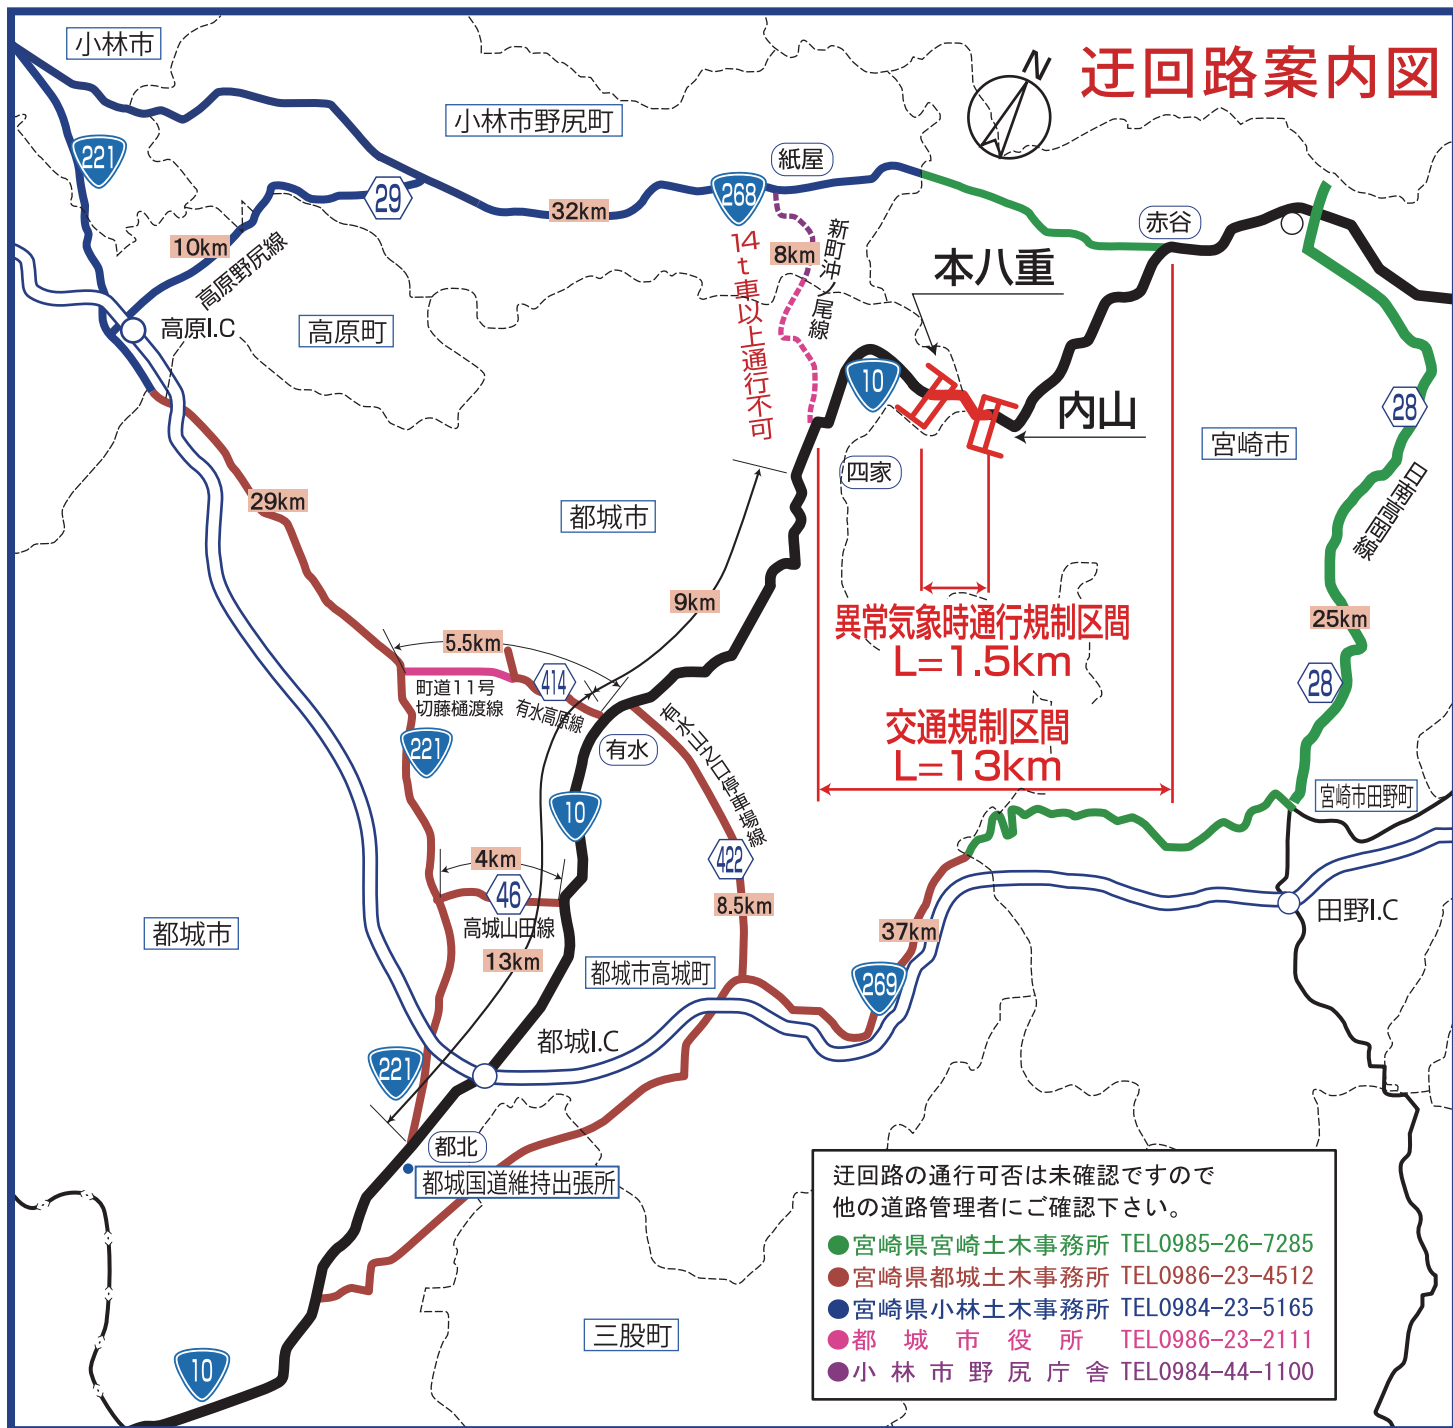 迂回路案内図
N
小林市
小林市野尻町
紙屋
221
29
268
32km
10km
高原野尻線
14t車以上通行不可
8km
新町沖ノ尾線
赤谷
本八重
高原I.C
高原町
10
内山
28
宮崎市
四家
日南高岡線
29km
都城市
9km
異常気象時通行規制区間
L=1.5km
25km
5.5km
町道11号
切藤樋渡線
414
有水高原線
28
221
有水
有水山之口停車場線
交通規制区間
L=13km
10
宮崎市田野町
4km
46
高城山田線
422
8.5km
37km
田野I.C
都城市
13km
都城市高城町
269
都城I.C
221
都北
都城国道維持出張所
三股町
10
迂回路の通行可否は未確認ですので
他の道路管理者にご確認下さい。
●宮崎県宮崎土木事務所 TEL0985-26-7285
●宮崎県都城土木事務所 TEL0986-23-4512
●宮崎県小林土木事務所 TEL0984-23-5165
●都城市役所 TEL0986-23-2111
●小林市野尻庁舎 TEL0984-44-1100